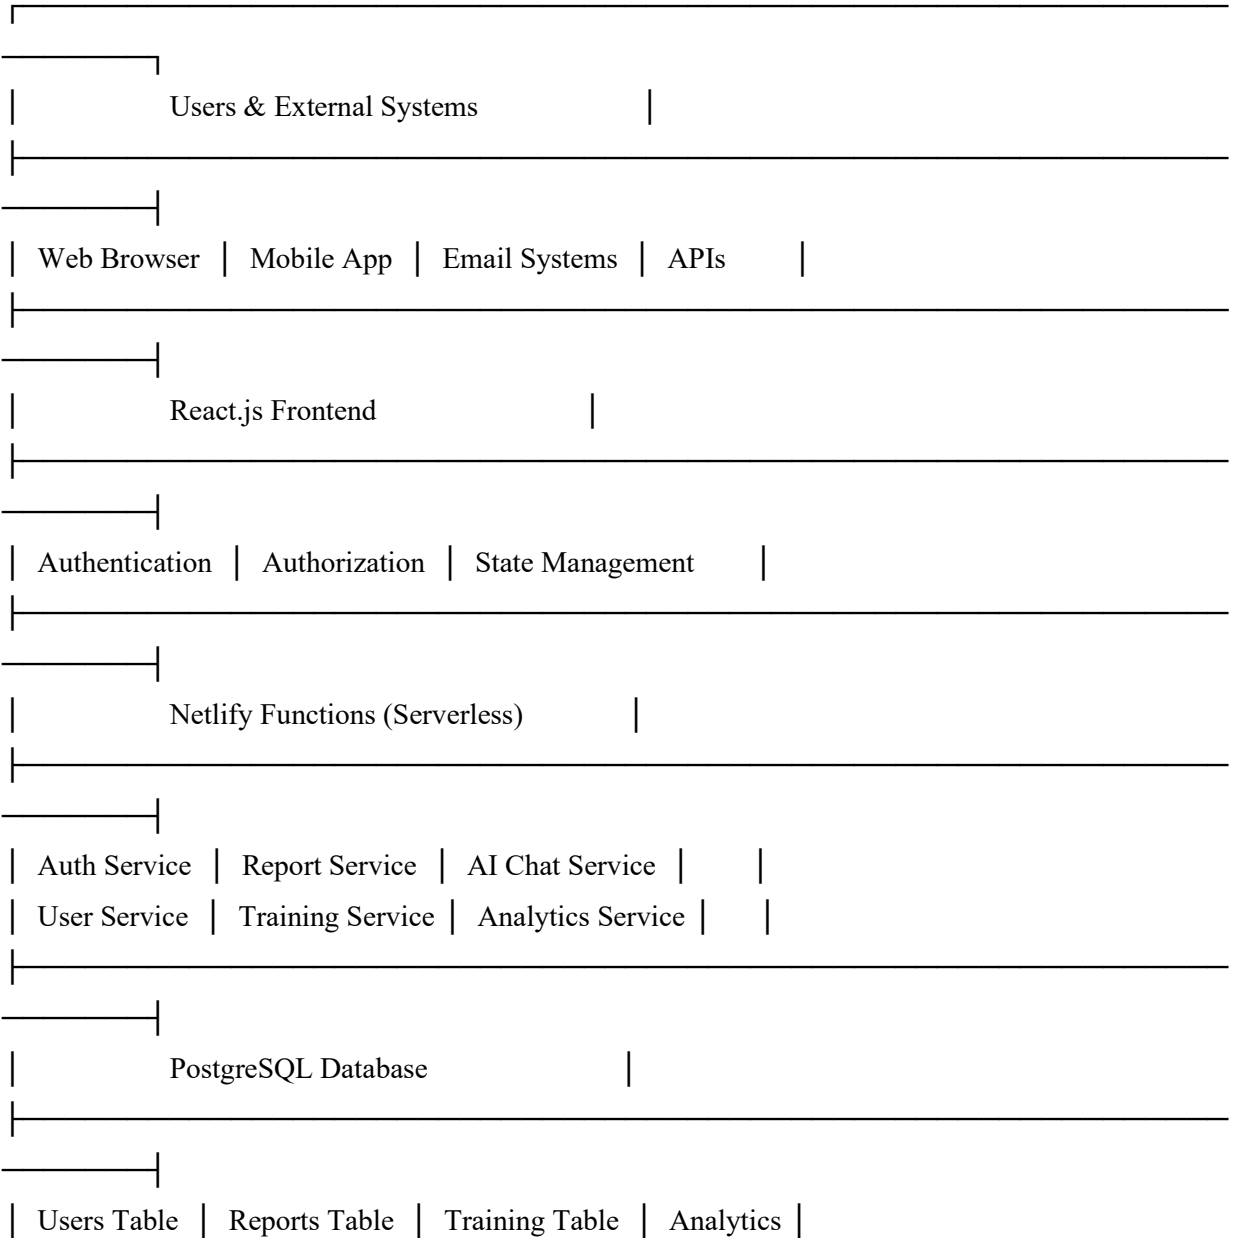 ┌──────────────────────────────────────────────────────────
────────┐
│ Users & External Systems │
├──────────────────────────────────────────────────────────
────────┤
│ Web Browser │ Mobile App │ Email Systems │ APIs │
├──────────────────────────────────────────────────────────
────────┤
│ React.js Frontend │
├──────────────────────────────────────────────────────────
────────┤
│ Authentication │ Authorization │ State Management │
├──────────────────────────────────────────────────────────
────────┤
│ Netlify Functions (Serverless) │
├──────────────────────────────────────────────────────────
────────┤
│ Auth Service │ Report Service │ AI Chat Service │ │
│ User Service │ Training Service │ Analytics Service │ │
├──────────────────────────────────────────────────────────
────────┤
│ PostgreSQL Database │
├──────────────────────────────────────────────────────────
────────┤
│ Users Table │ Reports Table │ Training Table │ Analytics │